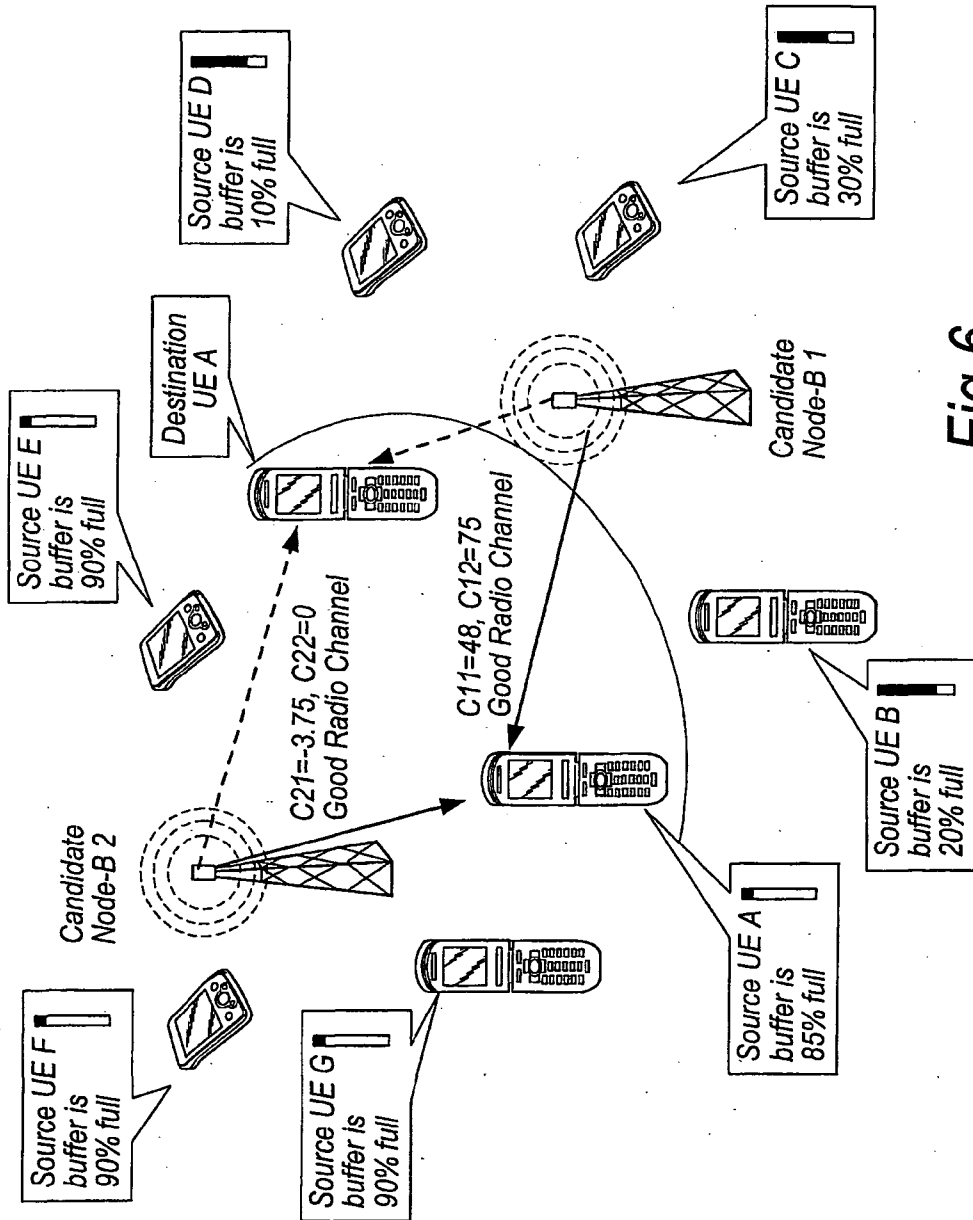 Source UE F
buffer is
90% full
Candidate
Node-B 2
Source UE E
buffer is
90% full
Destination
UE A
Source UE D
buffer is
10% full
Source UE G
buffer is
90% full
C21=-3.75, C22=0
Good Radio Channel
C11=48, C12=75
Good Radio Channel
Source UE A
buffer is
85% full
Source UE B
buffer is
20% full
Candidate
Node-B 1
Source UE C
buffer is
30% full
Fig. 6